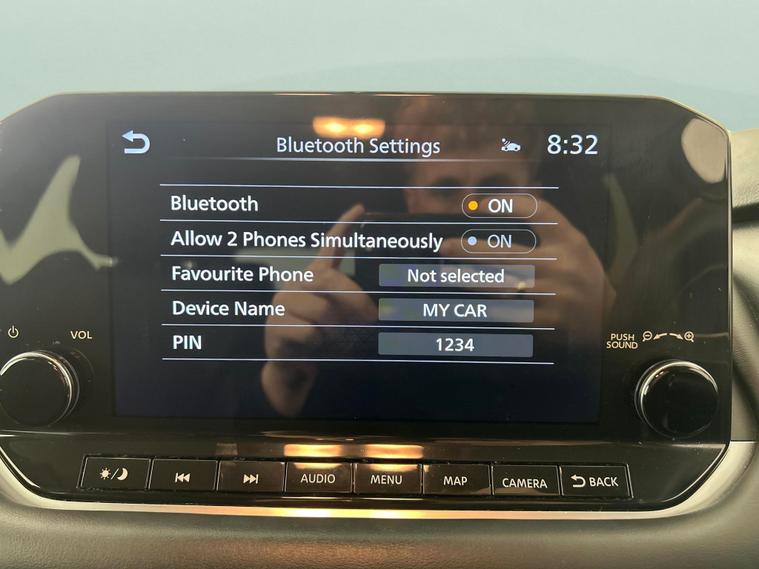 Bluetooth Settings 8:32
Bluetooth ON
Allow 2 Phones Simultaneously ON
Favourite Phone Not selected
Device Name MY CAR
PIN 1234
VOL
PUSH
SOUND
AUDIO MENU MAP CAMERA BACK